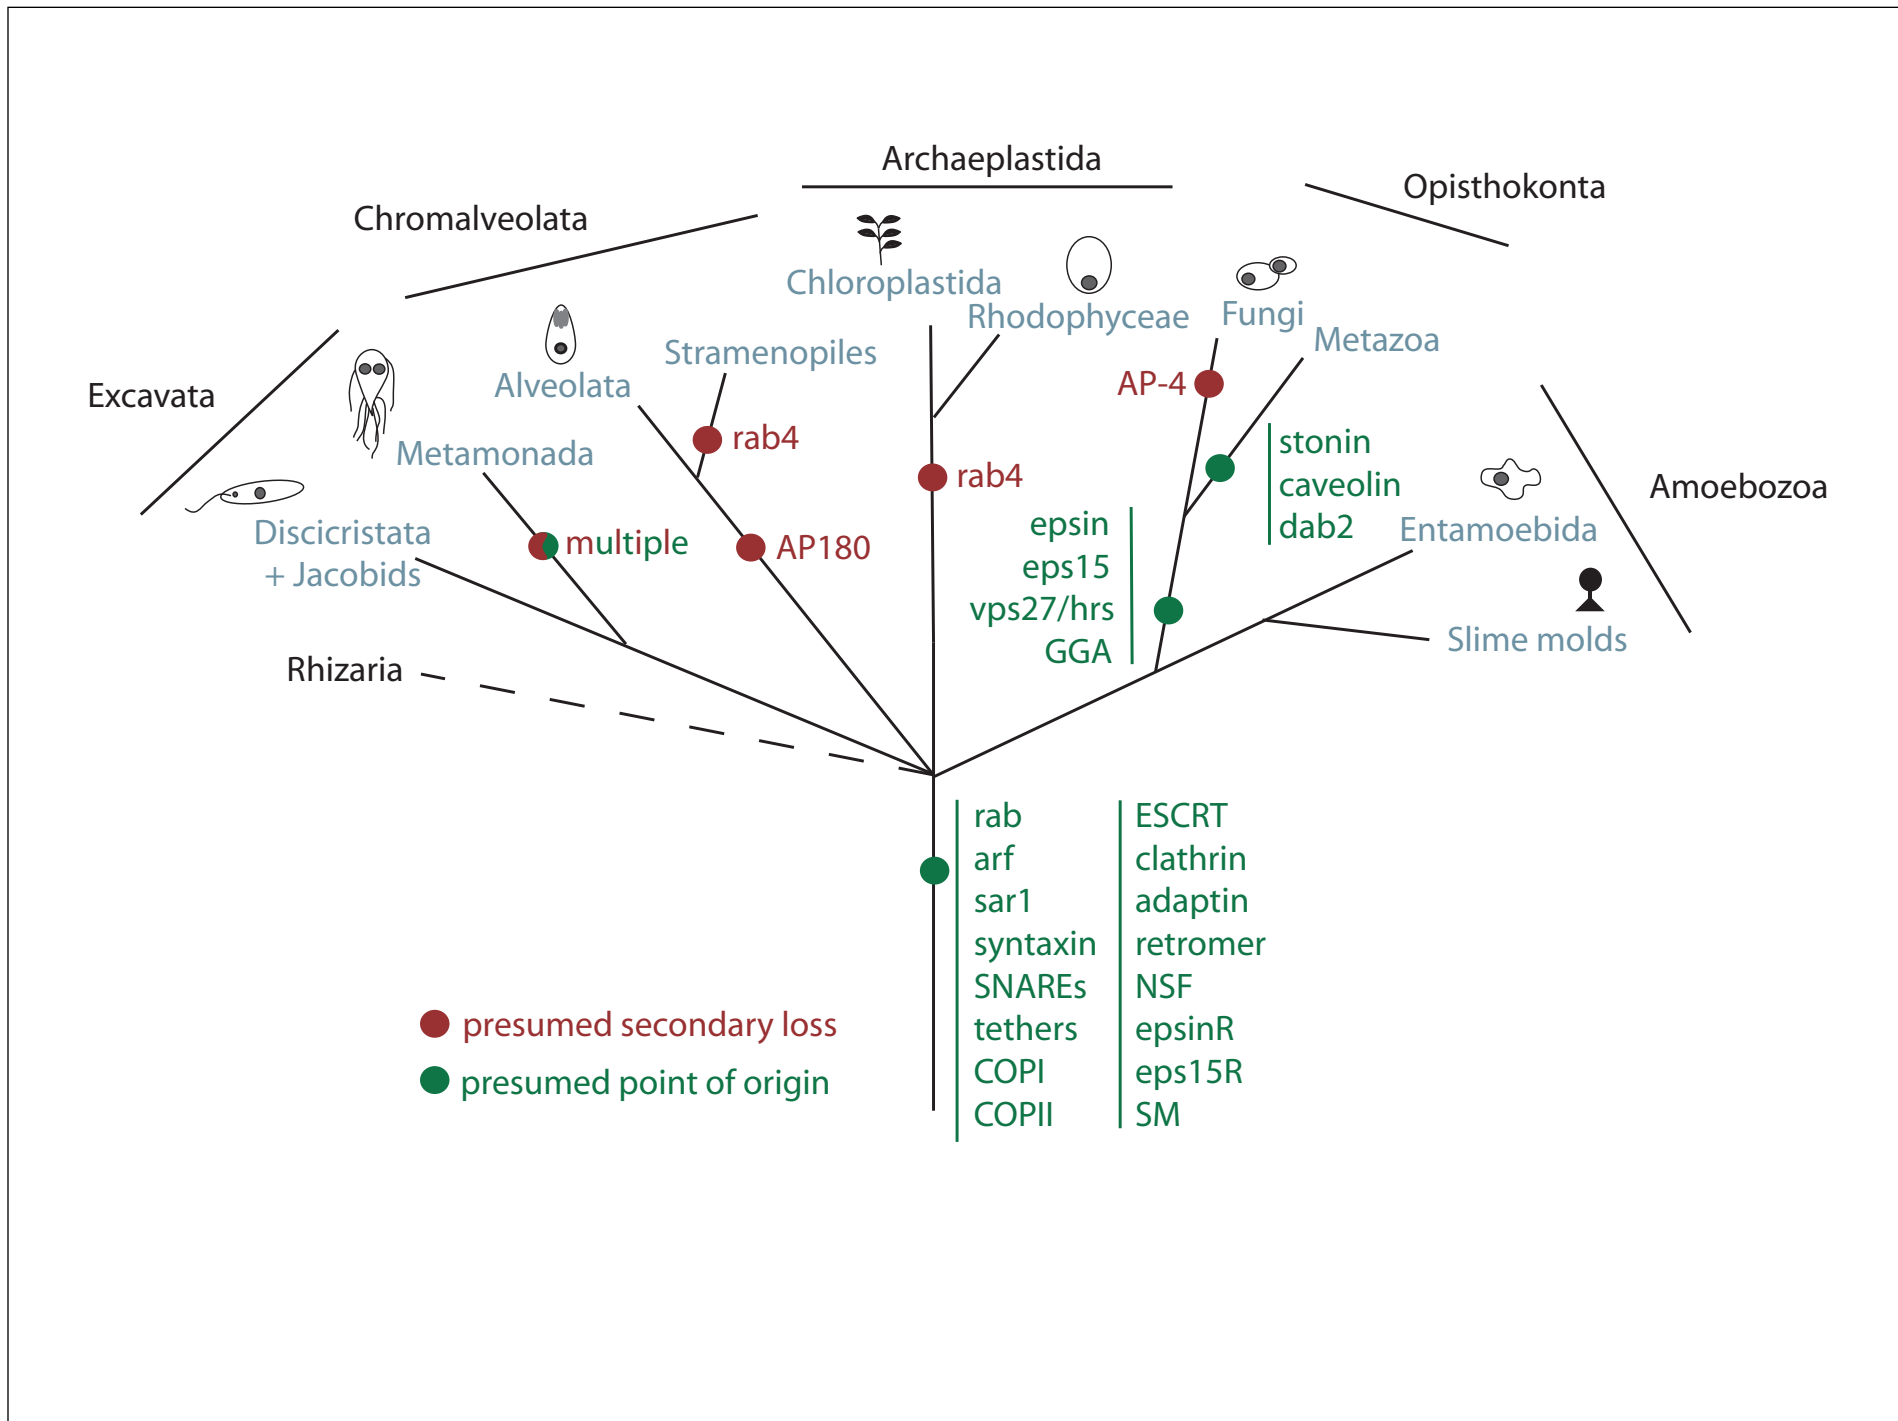 Archaeplastida
Opisthokonta
Chromalveolata
Chloroplastida
Rhodophyceae
Fungi
Metazoa
Stramenopiles
Alveolata
Excavata
AP-4
rab4
stonin
caveolin
dab2
Metamonada
rab4
Amoebozoa
Discicristata
+ Jacobids
multiple
AP180
epsin
eps15
vps27/hrs
GGA
Entamoebida
Slime molds
Rhizaria
rab
arf
sar1
syntaxin
SNAREs
tethers
COPI
COPII
ESCRT
clathrin
adaptin
retromer
NSF
epsinR
eps15R
SM
presumed secondary loss
presumed point of origin